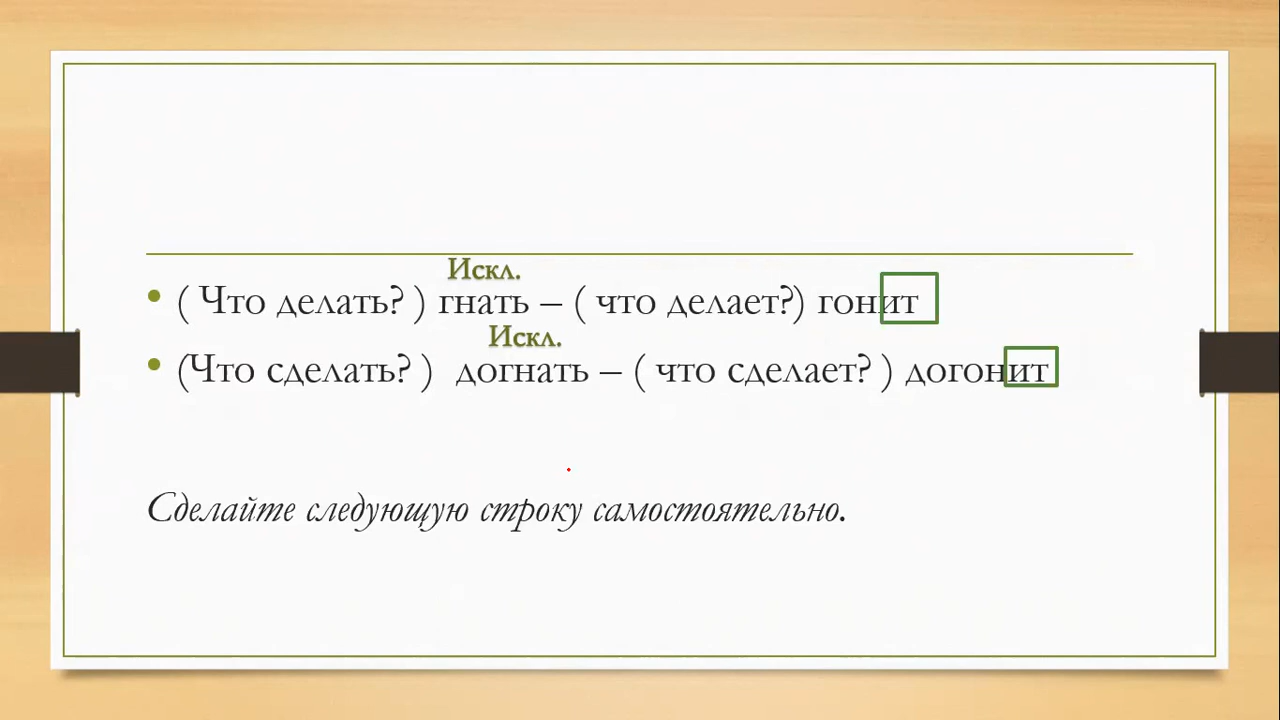 Искл.
• ( Что делать? ) гнать – ( что делает?) гонит
Искл.
• (Что сделать? ) догнать – ( что сделает? ) догонит
Сделайте следующую строку самостоятельно.